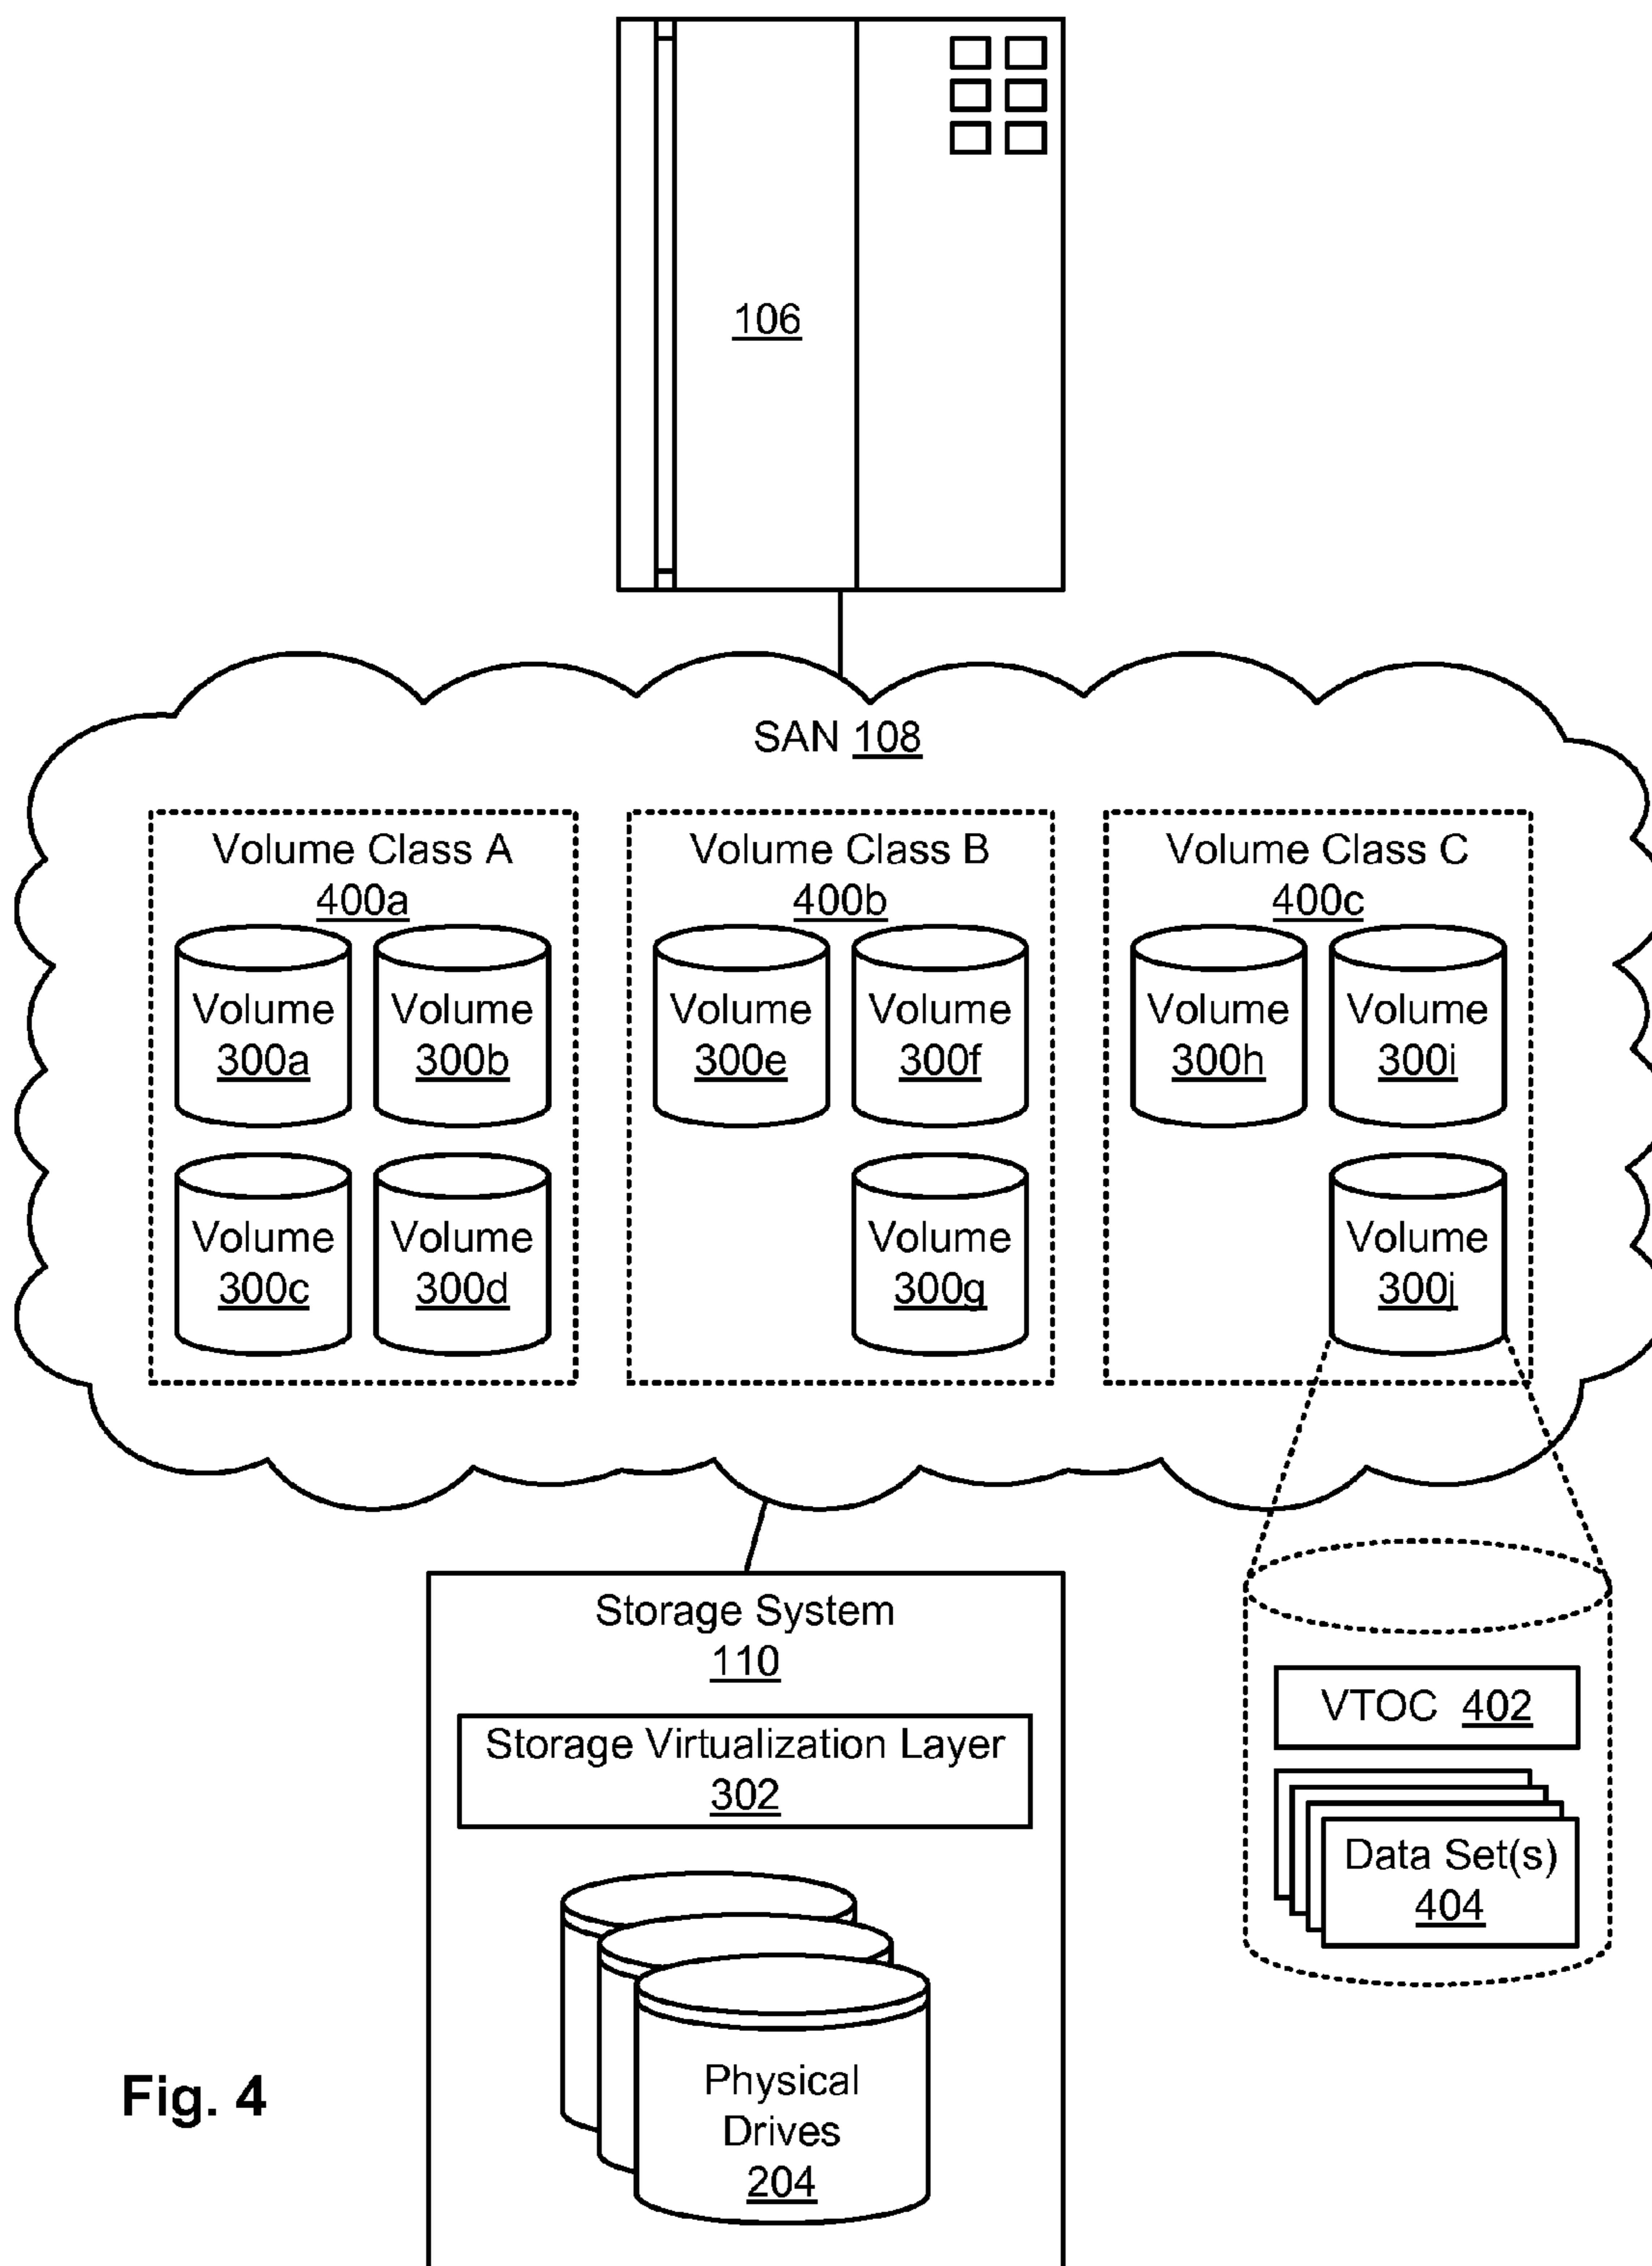 106
SAN 108
Volume Class A
400a
Volume
300a
Volume
300b
Volume
300c
Volume
300d
Volume Class B
400b
Volume
300e
Volume
300f
Volume
300g
Volume Class C
400c
Volume
300h
Volume
300i
Volume
300j
Storage System
110
Storage Virtualization Layer
302
Physical
Drives
204
VTOC 402
Data Set(s)
404
Fig. 4